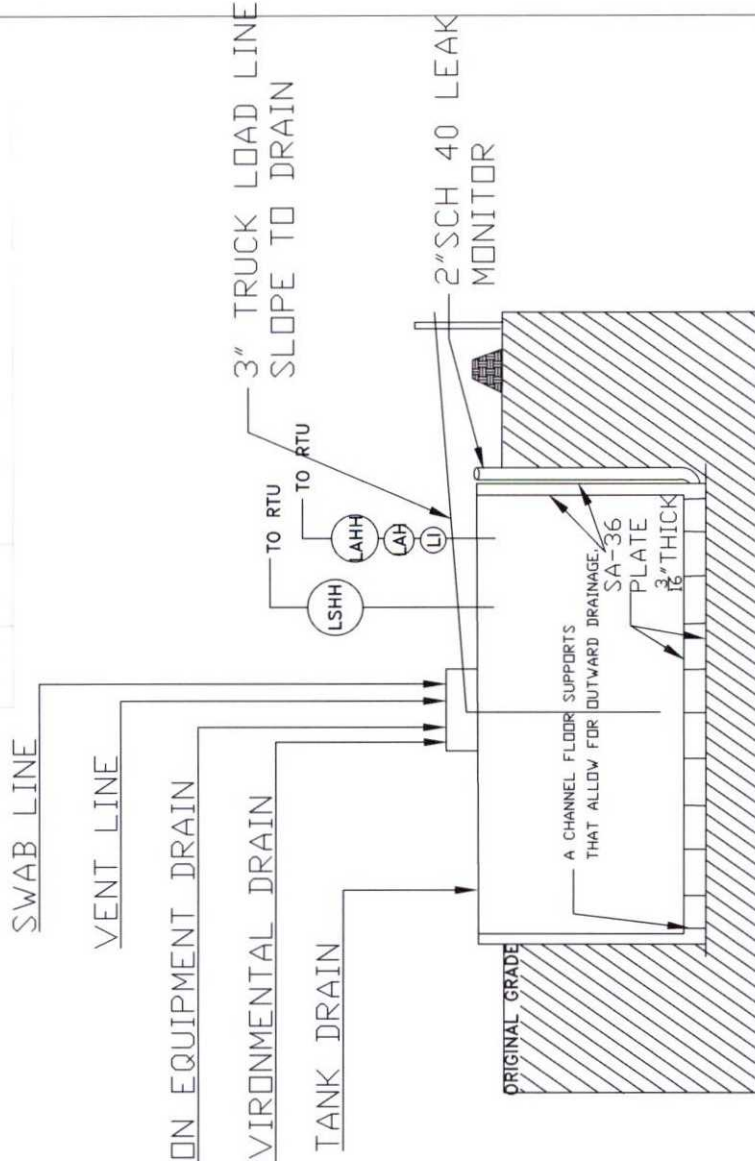 SWAB LINE
VENT LINE
ON EQUIPMENT DRAIN
VIRONMENTAL DRAIN
TANK DRAIN
TO RTU
TO RTU
LSHH
LAHH
LAH
LI
3" TRUCK LOAD LINE
SLOPE TO DRAIN
2"SCH 40 LEAK
MONITOR
A CHANNEL FLOOR SUPPORTS
THAT ALLOW FOR OUTWARD DRAINAGE,
SA-36
PLATE
3/16"THICK
ORIGINAL GRADE